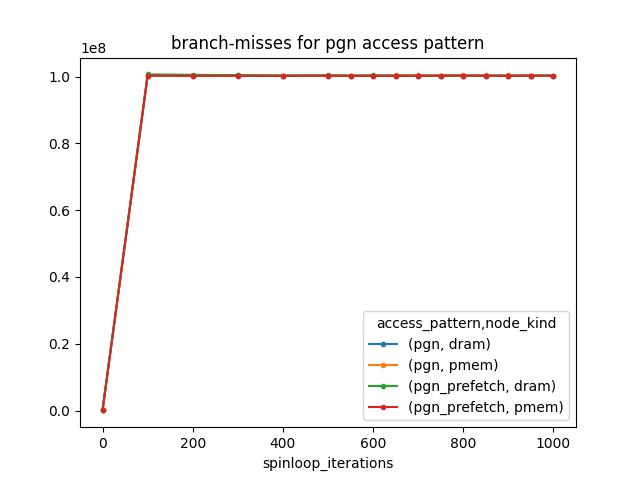 branch-misses for pgn access pattern
1e8
1.0
0.8
0.6
0.4
0.2
0.0
access_pattern,node_kind
(pgn, dram)
(pgn, pmem)
(pgn_prefetch, dram)
(pgn_prefetch, pmem)
0 200 400 600 800 1000
spinloop_iterations